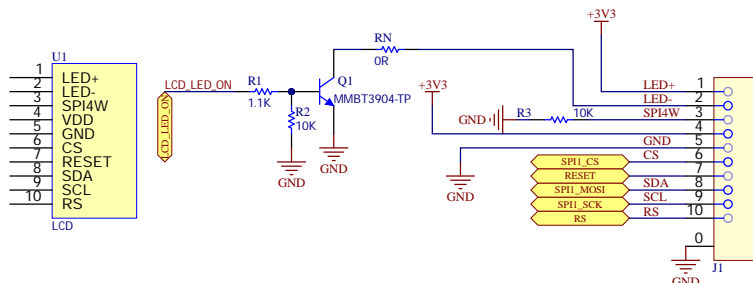 U1
1 LED+
2 LED-
3 SPI4W
4 VDD
5 GND
6 CS
7 RESET
8 SDA
9 SCL
10 RS
LCD
LCD_LED_ON
LCD_LED_ON
R1
1.1K
R2
10K
GND
Q1
MMBT3904-TP
GND
RN
0R
+3V3
GND
R3
10K
GND
+3V3
LED+ 1
LED- 2
SPI4W 3
4
GND 5
SPI1_CS CS 6
RESET 7
SPI1_MOSI SDA 8
SPI1_SCK SCL 9
RS RS 10
0
J1
GND